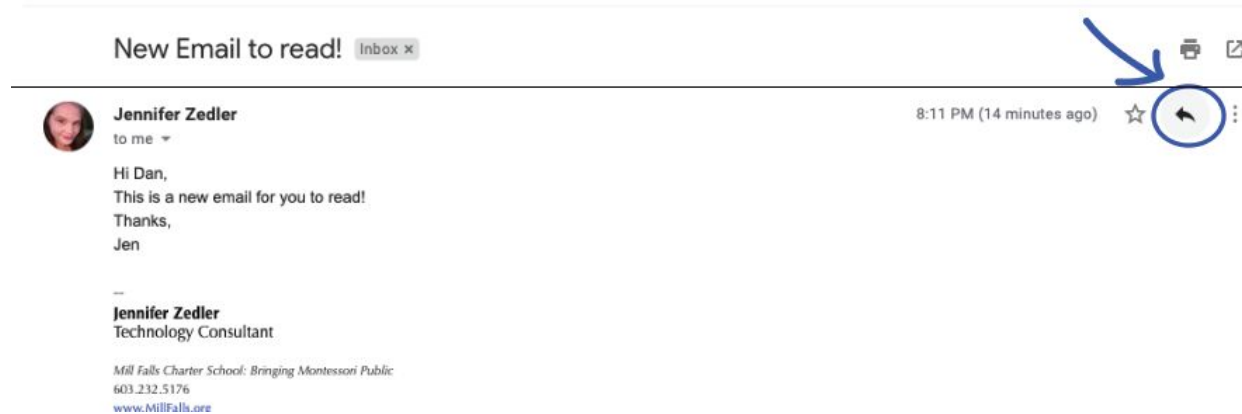 New Email to read! Inbox ×
Jennifer Zedler 8:11 PM (14 minutes ago)
to me
Hi Dan,
This is a new email for you to read!
Thanks,
Jen
--
Jennifer Zedler
Technology Consultant
Mill Falls Charter School: Bringing Montessori Public
603.232.5176
www.MillFalls.org